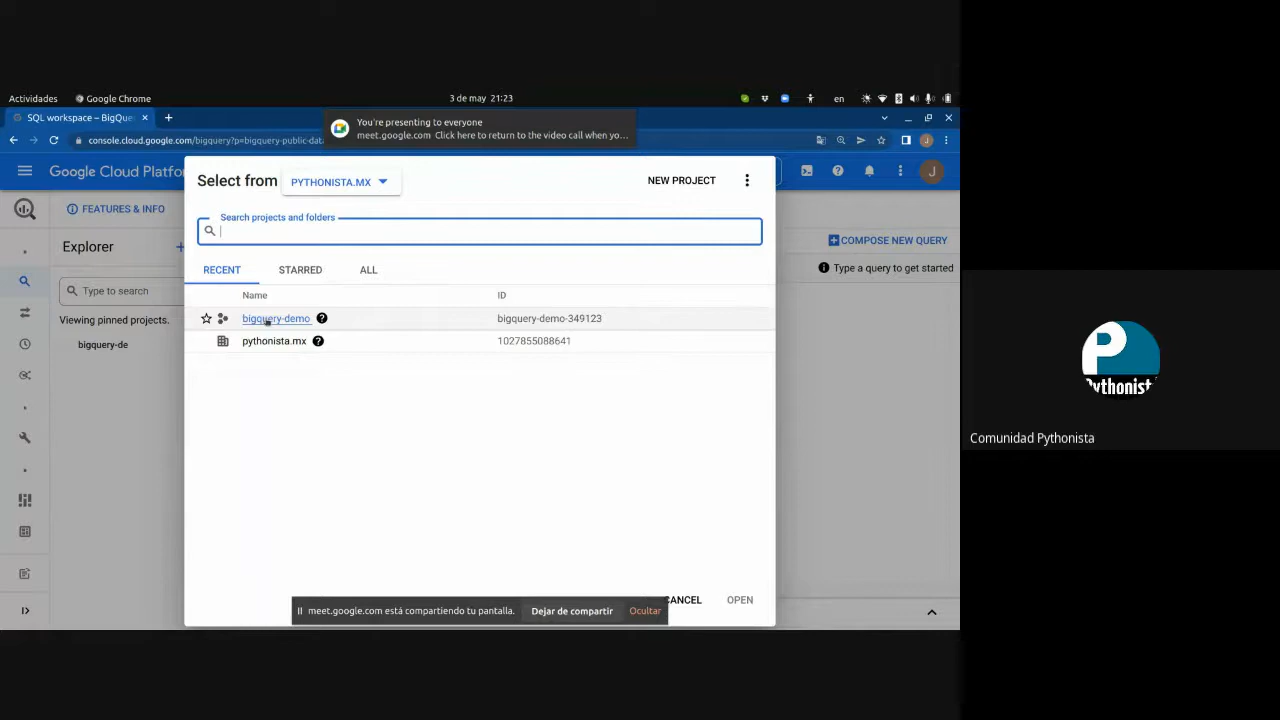 Actividades
Google Chrome
3 de may 21:23
en
SQL workspace – BigQue
You're presenting to everyone
meet.google.com Click here to return to the video call when yo...
console.cloud.google.com/bigquery?p=bigquery-public-dat
Google Cloud Platfor
J
FEATURES & INFO
Explorer
Type to search
Viewing pinned projects.
bigquery-de
COMPOSE NEW QUERY
Type a query to get started
Select from
PYTHONISTA.MX
NEW PROJECT
Search projects and folders
RECENT
STARRED
ALL
Name
ID
bigquery-demo
bigquery-demo-349123
pythonista.mx
1027855088641
CANCEL
OPEN
meet.google.com está compartiendo tu pantalla.
Dejar de compartir
Ocultar
P
Pythonist
Comunidad Pythonista